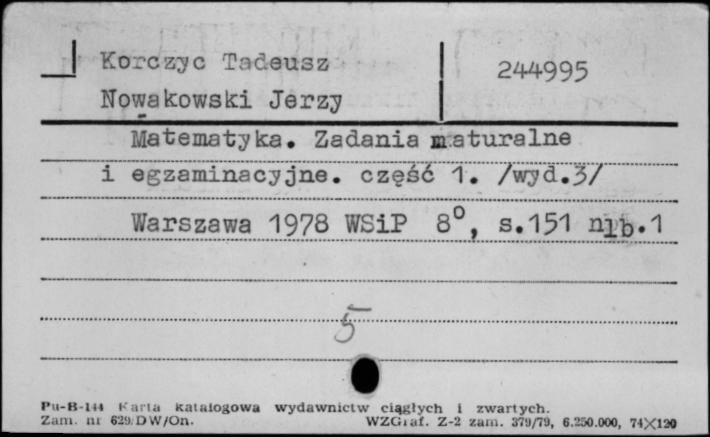 Korczyc Tadeusz 244995
Nowakowski Jerzy
Matematyka. Zadania maturalne
i egzaminacyjne. część 1. /wyd.3/
Warszawa 1978 WSiP 8°, s.151 nlb.1
5
Pu-B-144 Karta katalogowa wydawnictw ciągłych i zwartych.
Zam. nr 629/DW/On. WZGraf. Z-2 zam. 379/79, 6.250.000, 74X120